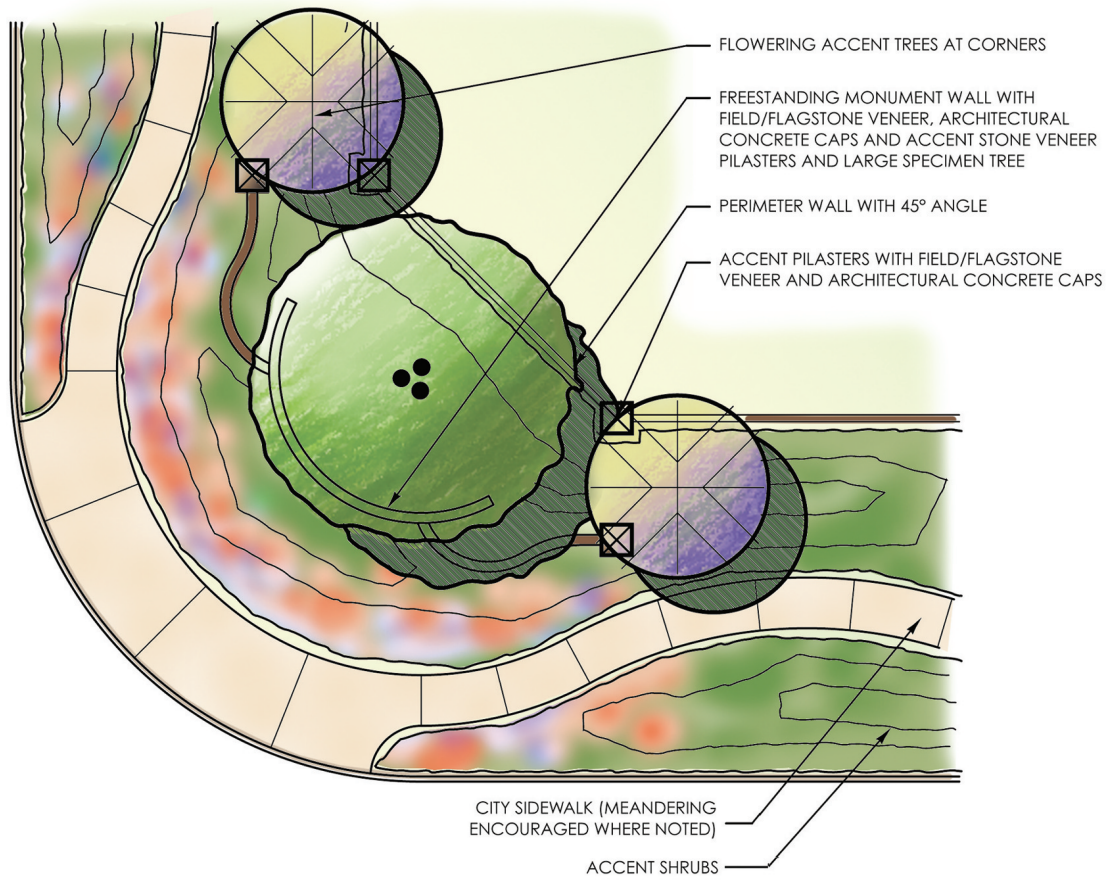 FLOWERING ACCENT TREES AT CORNERS
FREESTANDING MONUMENT WALL WITH
FIELD/FLAGSTONE VENEER, ARCHITECTURAL
CONCRETE CAPS AND ACCENT STONE VENEER
PILASTERS AND LARGE SPECIMEN TREE
PERIMETER WALL WITH 45° ANGLE
ACCENT PILASTERS WITH FIELD/FLAGSTONE
VENEER AND ARCHITECTURAL CONCRETE CAPS
CITY SIDEWALK (MEANDERING
ENCOURAGED WHERE NOTED)
ACCENT SHRUBS